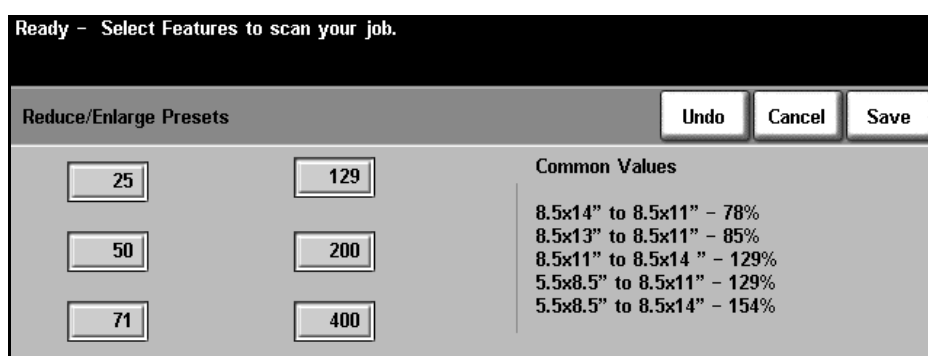 Ready - Select Features to scan your job.
Reduce/Enlarge Presets
Undo Cancel Save
25 129
50 200
71 400
Common Values
8.5x14” to 8.5x11” - 78%
8.5x13” to 8.5x11” - 85%
8.5x11” to 8.5x14 ” - 129%
5.5x8.5” to 8.5x11” - 129%
5.5x8.5” to 8.5x14” - 154%